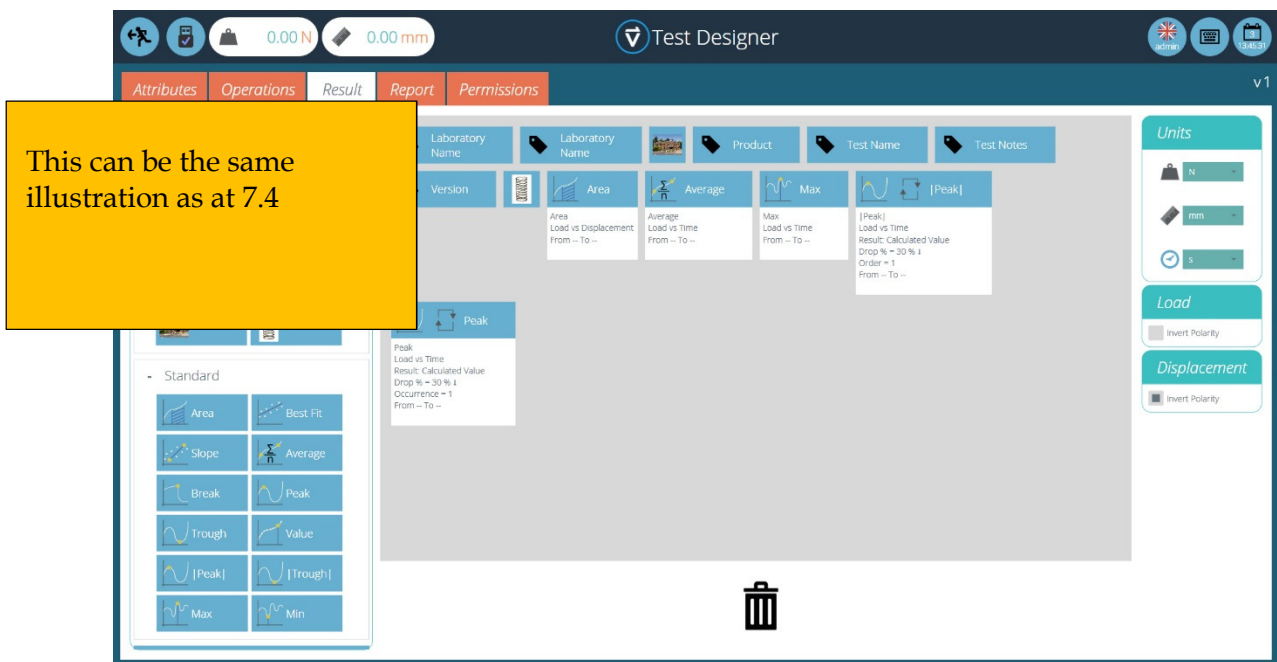 0.00 N
0.00 mm
Test Designer
admin
3
13:45:31
Attributes
Operations
Result
Report
Permissions
v1
This can be the same
illustration as at 7.4
Laboratory
Name
Laboratory
Name
Product
Test Name
Test Notes
Version
Area
Average
Max
|Peak|
Area
Load vs Displacement
From -- To --
Average
Load vs Time
From -- To --
Max
Load vs Time
From -- To --
|Peak|
Load vs Time
Result: Calculated Value
Drop % = 30 % ↓
Order = 1
From -- To --
Peak
Peak
Load vs Time
Result: Calculated Value
Drop % = 30 % ↓
Occurrence = 1
From -- To --
- Standard
Area
Best Fit
Slope
Average
Break
Peak
Trough
Value
|Peak|
|Trough|
Max
Min
Units
N
mm
s
Load
Invert Polarity
Displacement
Invert Polarity